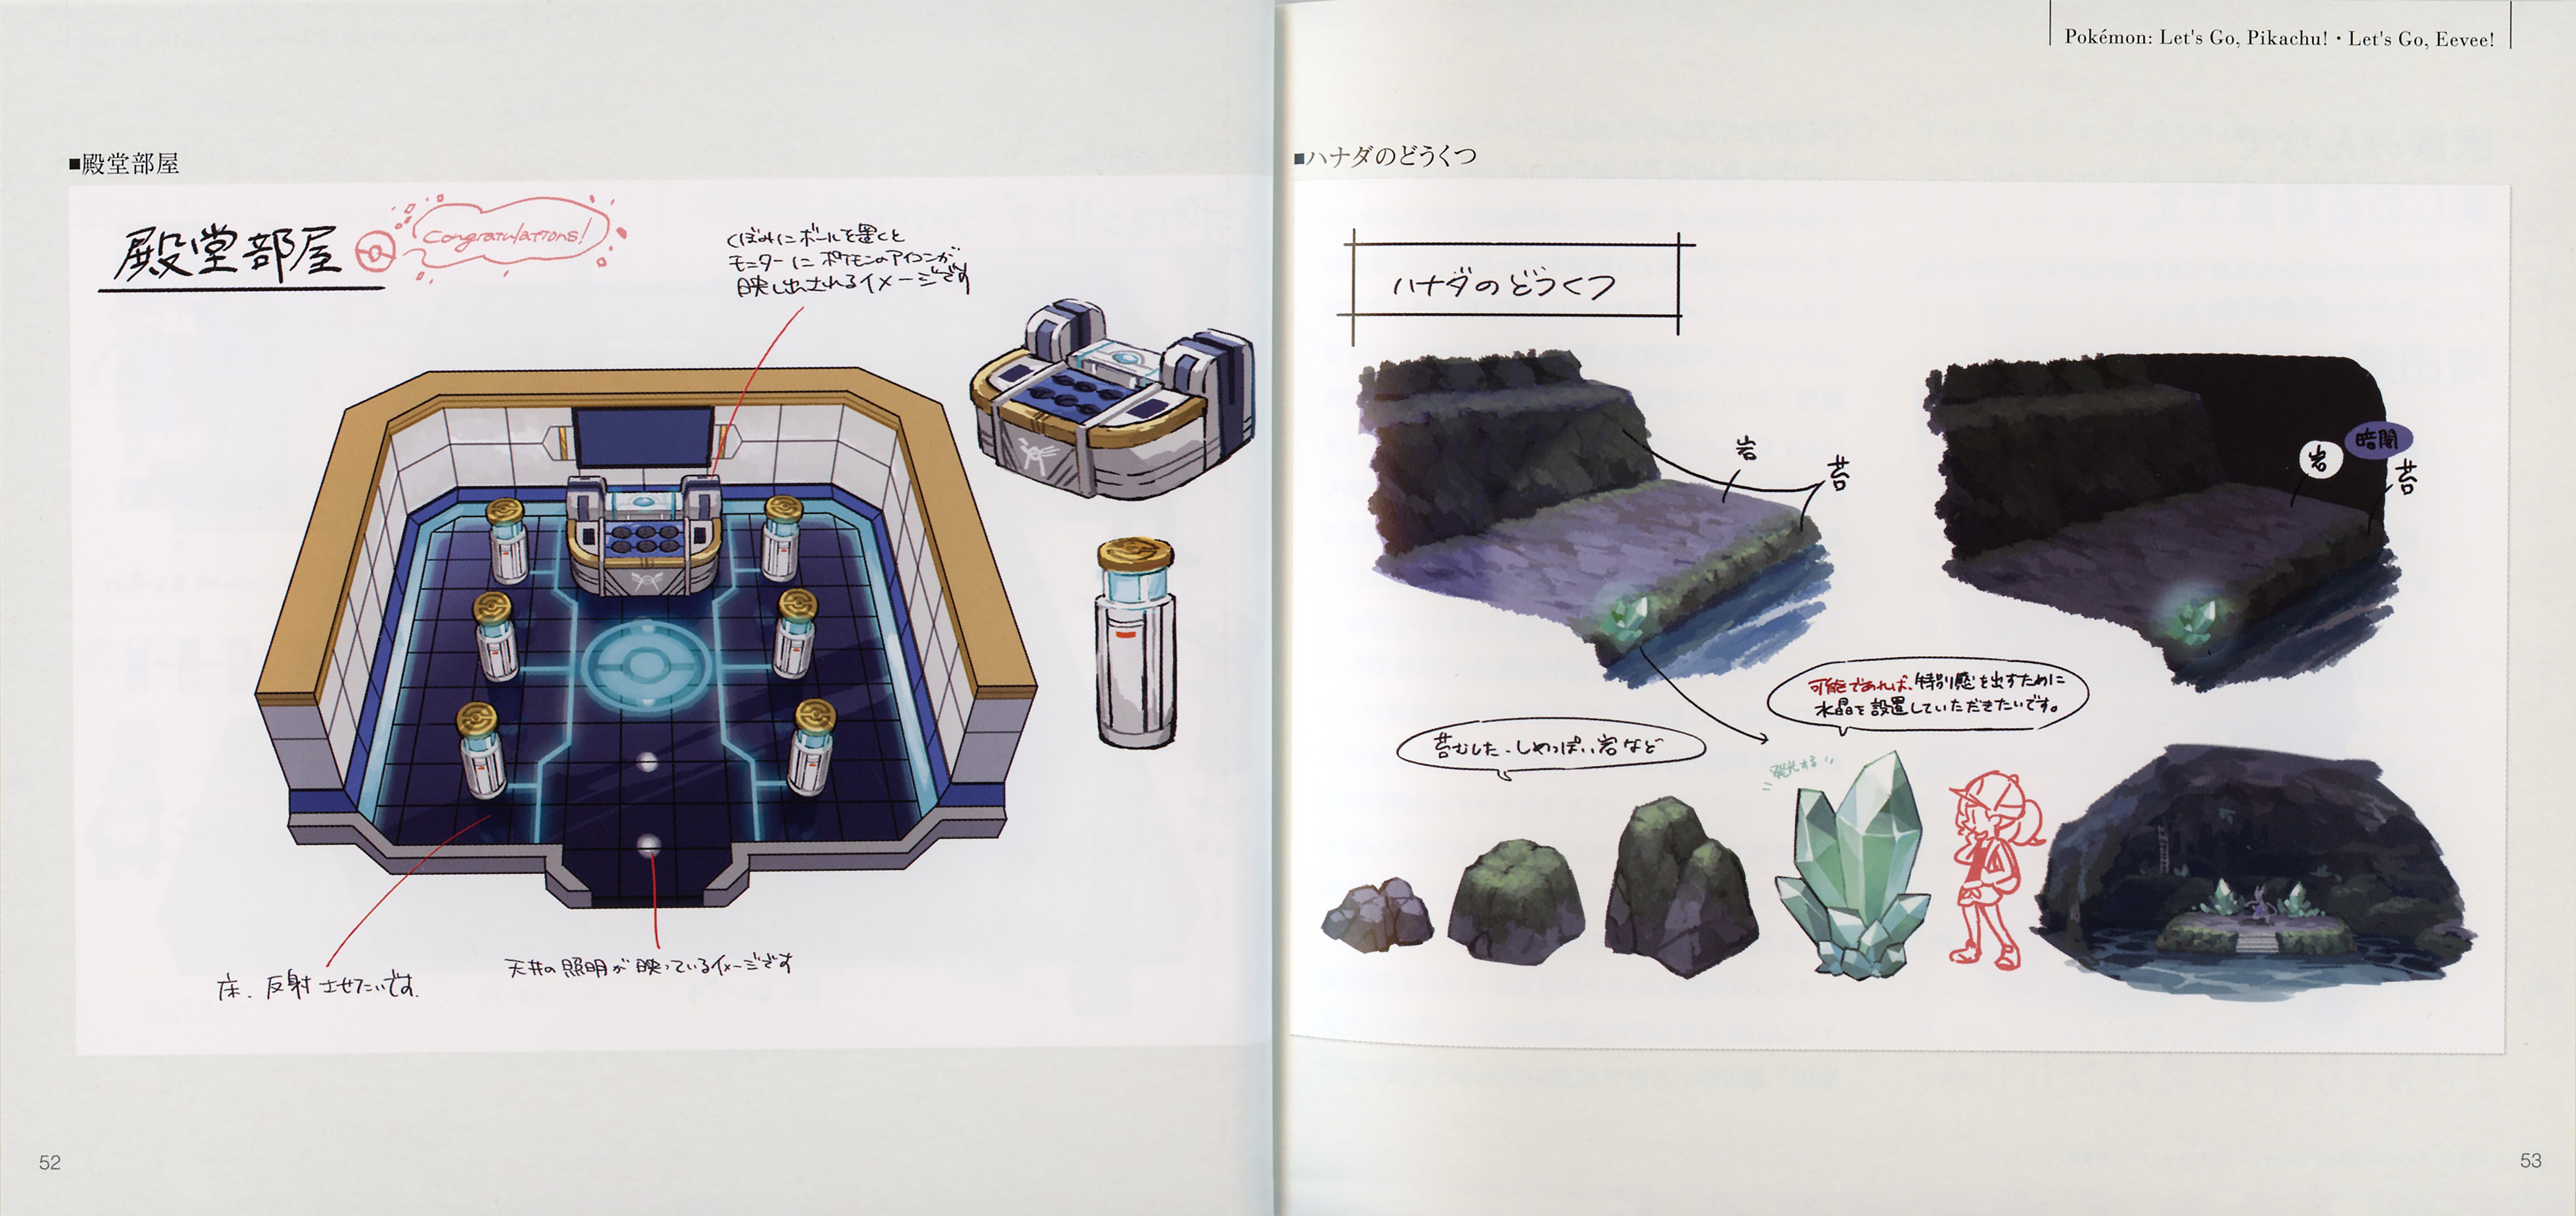 ■殿堂部屋
殿堂部屋
Congratulations!
くぼみにボールを置くと
モニターにポケモンのアイコンが
映し出されるイメージです
床、反射させたいです。
天井の照明が映っているイメージです
52
Pokémon: Let's Go, Pikachu!・Let's Go, Eevee!
■ハナダのどうくつ
ハナダのどうくつ
岩
苔
岩
暗闇
苔
可能であれば、特別感を出すために
水晶を設置していただきたいです。
苔むした、しめっぽい岩など
発光する
53